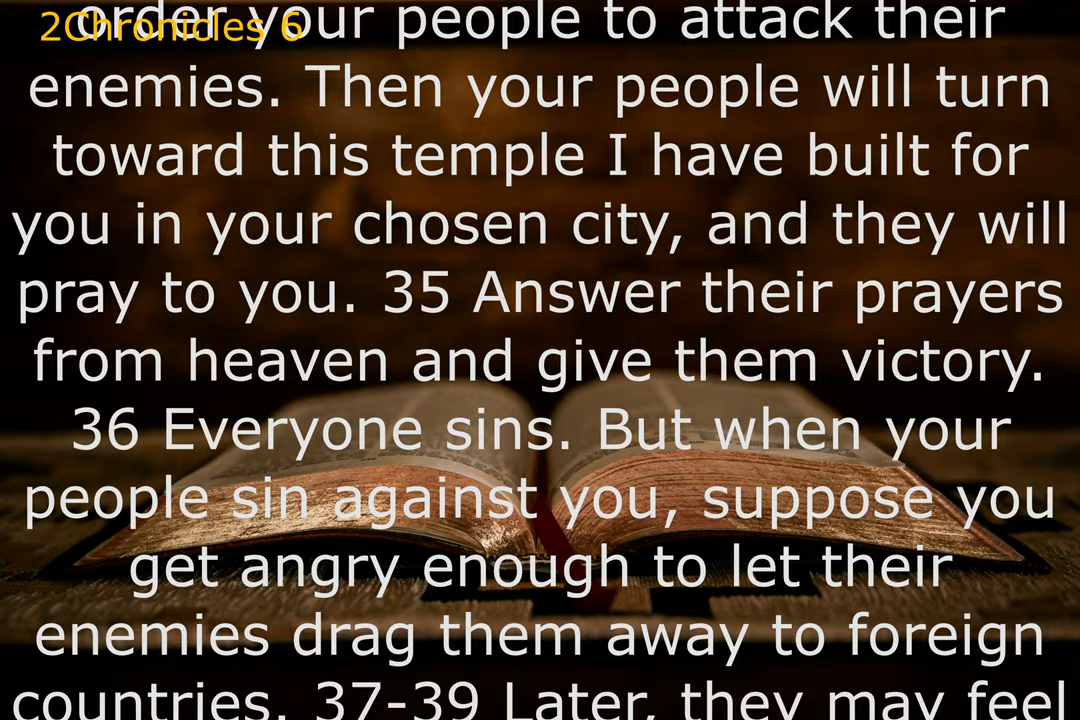 2Chronicles 6
order your people to attack their
enemies. Then your people will turn
toward this temple I have built for
you in your chosen city, and they will
pray to you. 35 Answer their prayers
from heaven and give them victory.
36 Everyone sins. But when your
people sin against you, suppose you
get angry enough to let their
enemies drag them away to foreign
countries. 37-39 Later, they may feel